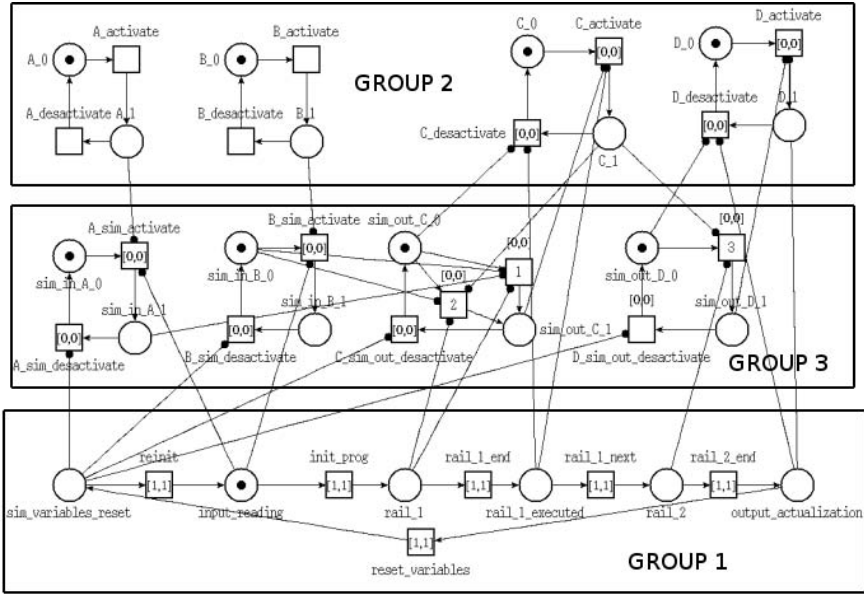 A_activate
B_activate
C_0
C_activate
D_activate
A_0
B_0
D_0
[0,0]
[0,0]
GROUP 2
A_desactivate
A_1
B_desactivate
B_1
C_desactivate
[0,0]
C_1
D_desactivate
[0,0]
D_1
A_sim_activate
B_sim_activate
sim_out_C_0
[0,0]
[0,0]
[0,0]
[0,0]
3
sim_in_A_0
sim_in_B_0
[0,0]
1
sim_out_D_0
sim_in_A_1
sim_in_B_1
2
[0,0]
sim_out_D_1
[0,0]
[0,0]
[0,0]
sim_out_C_1
A_sim_desactivate
B_sim_desactivate
C_sim_out_desactivate
D_sim_out_desactivate
GROUP 3
reinit
init_prog
rail_1_end
rail_1_next
rail_2_end
[1,1]
[1,1]
[1,1]
[1,1]
[1,1]
sim_variables_reset
input_reading
rail_1
rail_1_executed
rail_2
output_actualization
[1,1]
reset_variables
GROUP 1